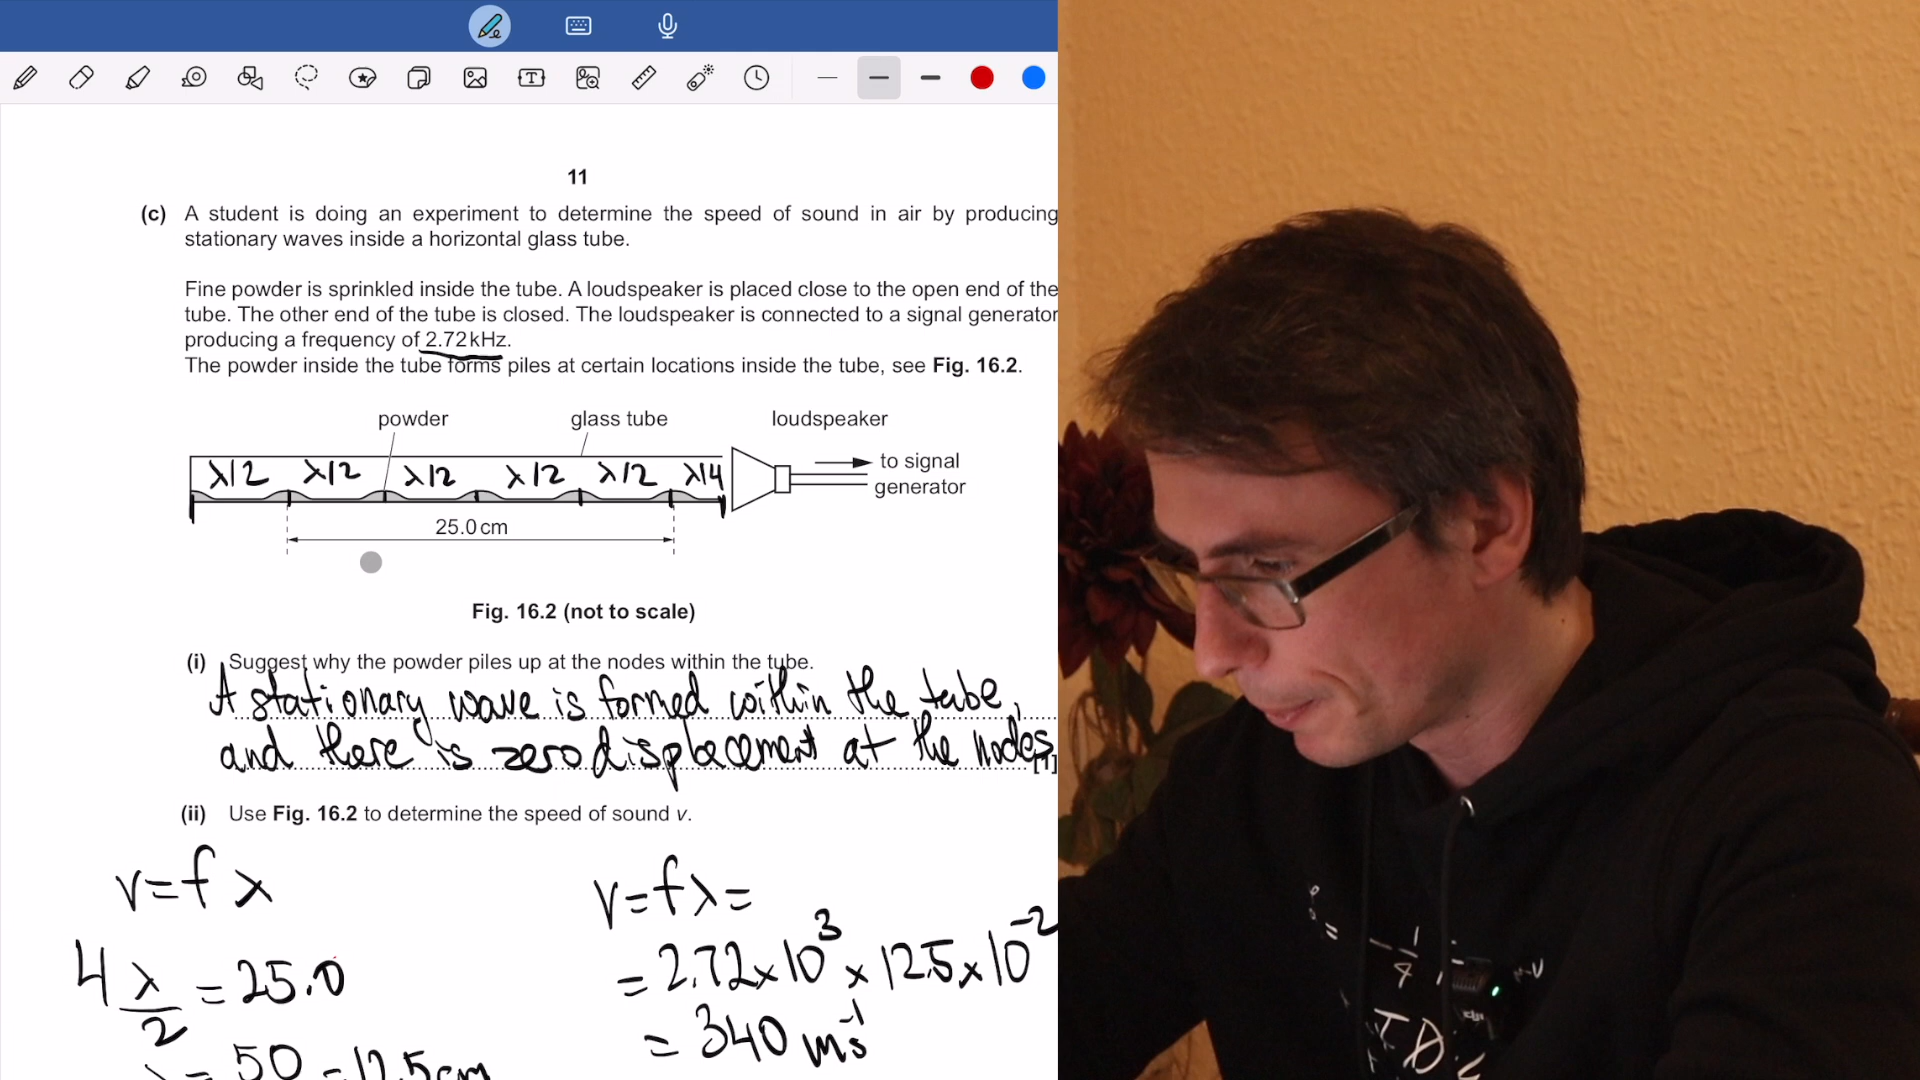 11
(c) A student is doing an experiment to determine the speed of sound in air by producing
stationary waves inside a horizontal glass tube.
Fine powder is sprinkled inside the tube. A loudspeaker is placed close to the open end of the
tube. The other end of the tube is closed. The loudspeaker is connected to a signal generator
producing a frequency of 2.72 kHz.
The powder inside the tube forms piles at certain locations inside the tube, see Fig. 16.2.
powder glass tube loudspeaker
λ/2 λ/2 λ/2 λ/2 λ/2 λ/4
to signal
generator
25.0 cm
Fig. 16.2 (not to scale)
(i) Suggest why the powder piles up at the nodes within the tube.
A stationary wave is formed within the tube,
and there is zero displacement at the nodes
[1]
(ii) Use Fig. 16.2 to determine the speed of sound v.
v=fλ
4 λ/2 = 25.0
λ = 50 = 12.5cm
v=fλ=
= 2.72×10³ × 12.5×10⁻²
= 340 ms⁻¹